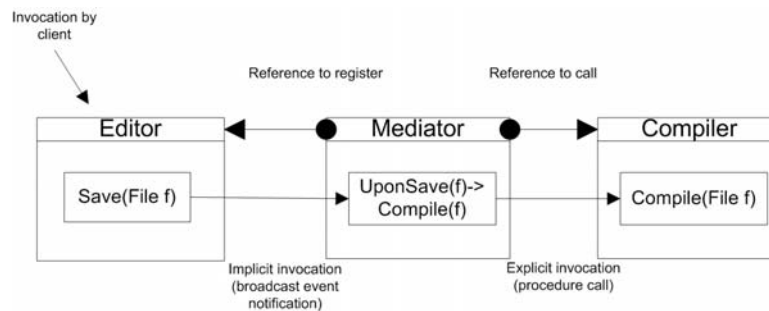 Invocation by
client
Reference to register
Reference to call
Editor
Mediator
Compiler
Save(File f)
UponSave(f)->
Compile(f)
Compile(File f)
Implicit invocation
(broadcast event
notification)
Explicit invocation
(procedure call)